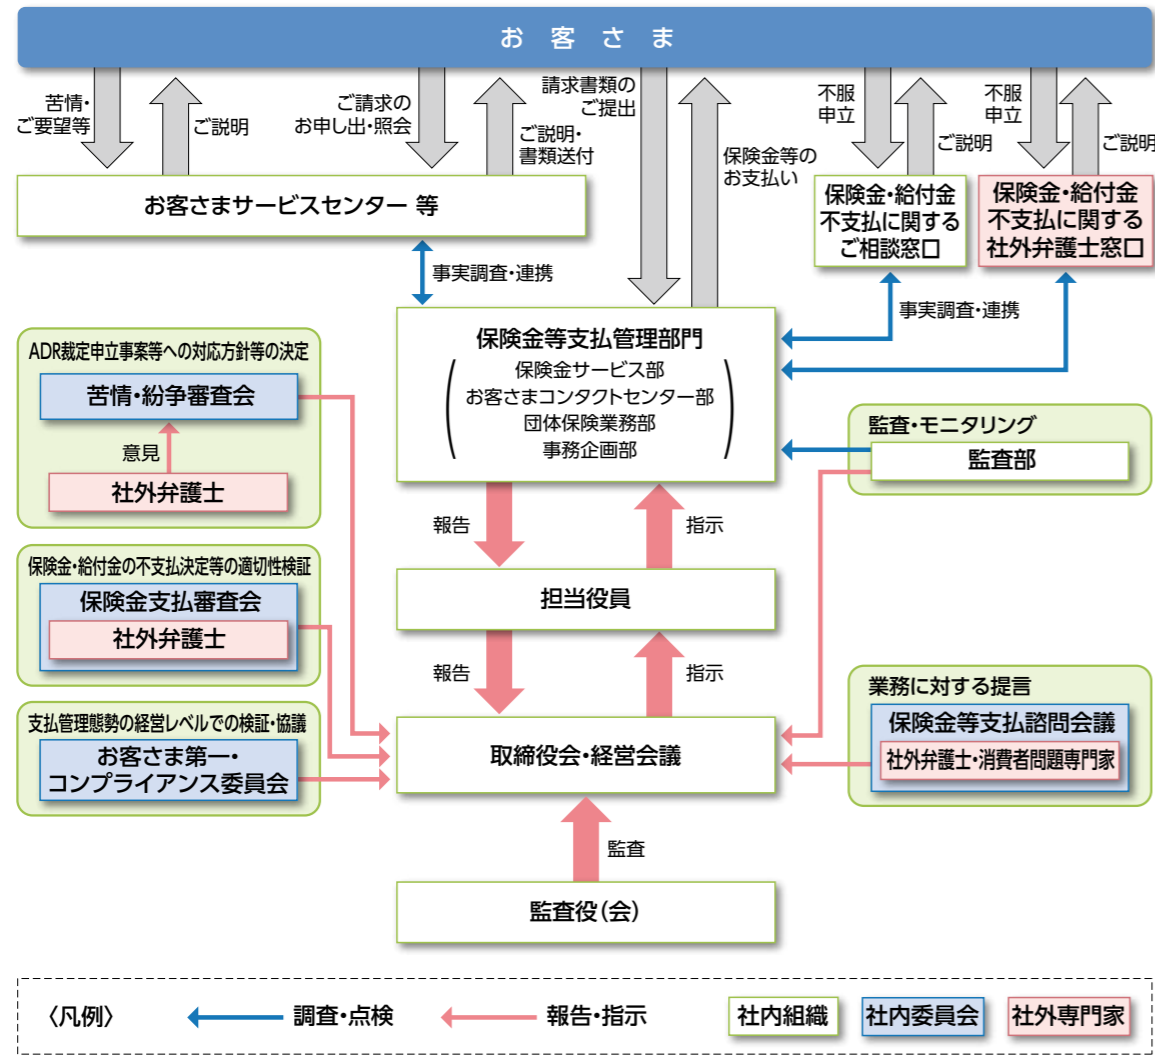 お客さま
苦情・
ご要望等
ご説明
ご請求の
お申し出・照会
ご説明・
書類送付
請求書類の
ご提出
保険金等の
お支払い
不服
申立
ご説明
不服
申立
ご説明
お客さまサービスセンター 等
保険金・給付金
不支払に関する
ご相談窓口
保険金・給付金
不支払に関する
社外弁護士窓口
事実調査・連携
事実調査・連携
保険金等支払管理部門
保険金サービス部
お客さまコンタクトセンター部
団体保険業務部
事務企画部
ADR裁定申立事案等への対応方針等の決定
苦情・紛争審査会
意見
社外弁護士
監査・モニタリング
監査部
報告
指示
保険金・給付金の不支払決定等の適切性検証
保険金支払審査会
社外弁護士
担当役員
報告
指示
支払管理態勢の経営レベルでの検証・協議
お客さま第一・
コンプライアンス委員会
取締役会・経営会議
業務に対する提言
保険金等支払諮問会議
社外弁護士・消費者問題専門家
監査
監査役(会)
〈凡例〉
調査・点検
報告・指示
社内組織
社内委員会
社外専門家